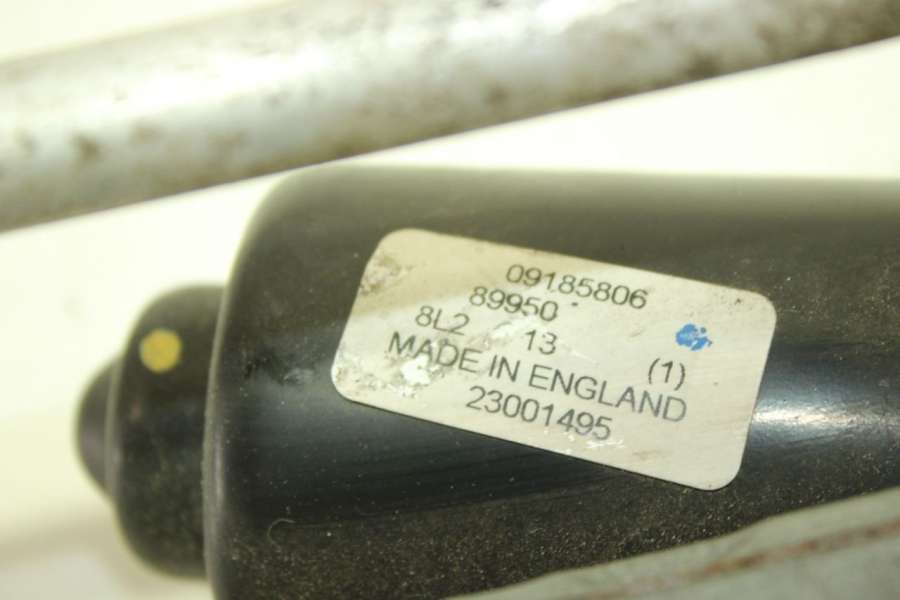 09185806
89950
8L2 13 (1)
MADE IN ENGLAND
23001495